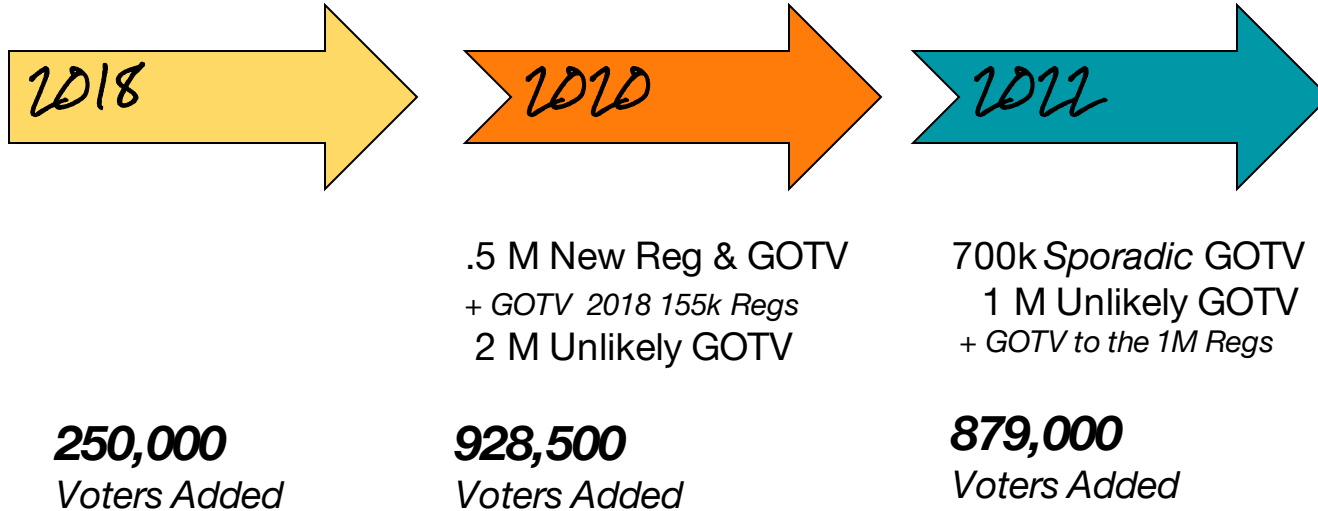 2018
2020
2022
.5 M New Reg & GOTV
+ GOTV 2018 155k Regs
2 M Unlikely GOTV
700k Sporadic GOTV
1 M Unlikely GOTV
+ GOTV to the 1M Regs
250,000
Voters Added
928,500
Voters Added
879,000
Voters Added